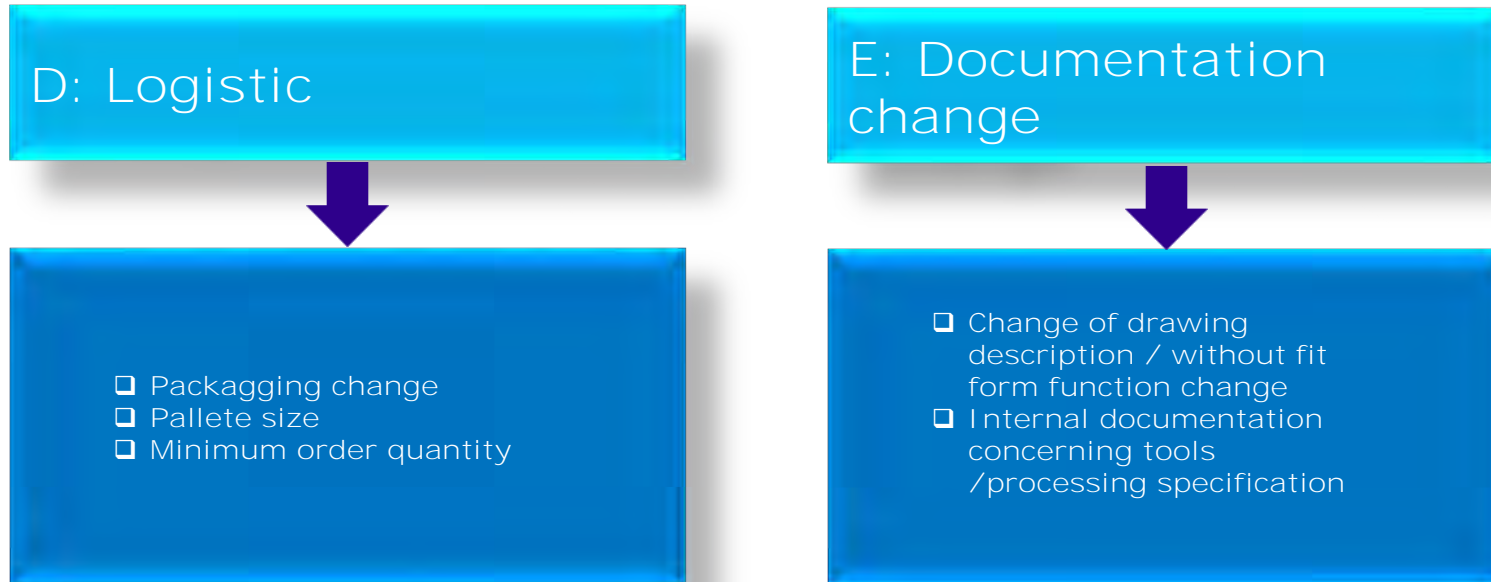 D: Logistic
Packagging change
Pallete size
Minimum order quantity
E: Documentation
change
Change of drawing
description / without fit
form function change
Internal documentation
concerning tools
/processing specification